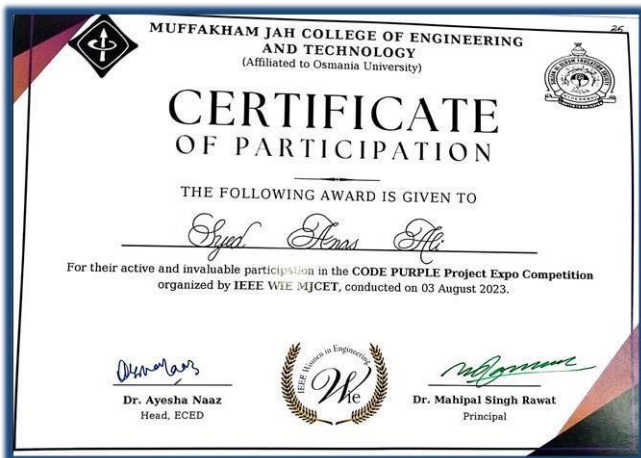 25
MUFFAKHAM JAH COLLEGE OF ENGINEERING
AND TECHNOLOGY
(Affiliated to Osmania University)
CERTIFICATE
OF PARTICIPATION
THE FOLLOWING AWARD IS GIVEN TO
Syed Anas Ali
For their active and invaluable participation in the CODE PURPLE Project Expo Competition
organized by IEEE WIE MJCET, conducted on 03 August 2023.
Dr. Ayesha Naaz
Head, ECED
IEEE Women in Engineering
Wie
Dr. Mahipal Singh Rawat
Principal